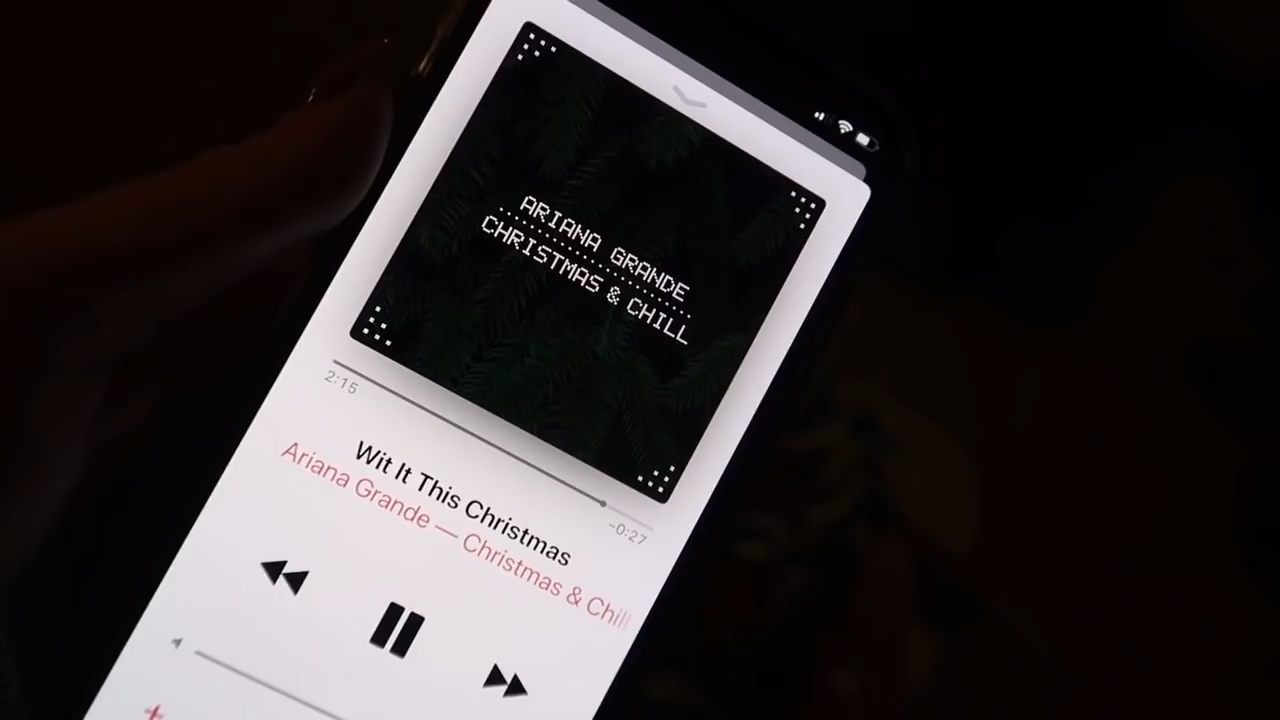 ARIANA GRANDE
CHRISTMAS & CHILL
2:15
-0:27
Wit It This Christmas
Ariana Grande — Christmas & Chill